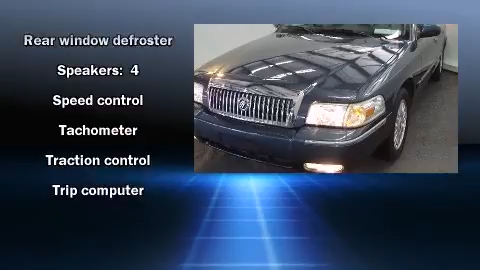 Rear window defroster
Speakers: 4
Speed control
Tachometer
Traction control
Trip computer